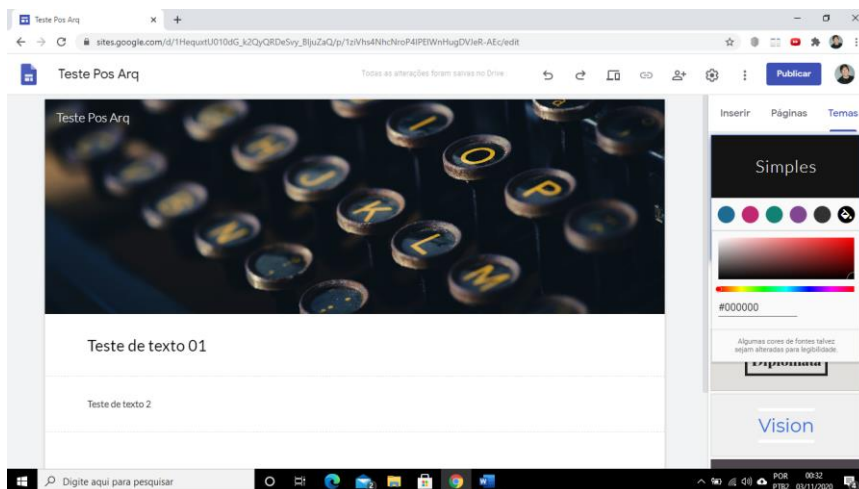 Teste Pos Arq
sites.google.com/d/1HequxtU010dG_k2QyQRDeSvy_BljuZaQ/p/1ziVhs4NhcNroP4IPEIWnHugDVJeR-AEc/edit
Teste Pos Arq
Todas as alterações foram salvas no Drive
Publicar
Inserir Páginas Temas
Teste Pos Arq
I O P
H J K L
N M
Simples
#000000
Algumas cores de fontes talvez
sejam alteradas para legibilidade.
Diplomata
Vision
Teste de texto 01
Teste de texto 2
Digite aqui para pesquisar
POR 00:32
PTB2 03/11/2020